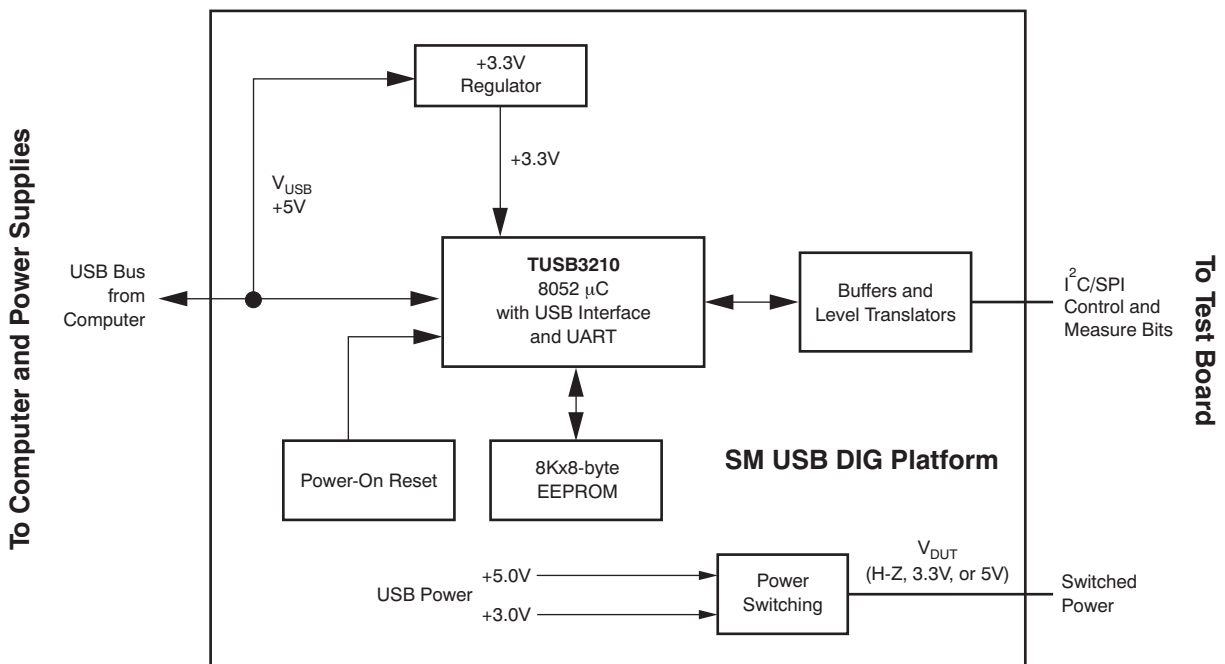 To Computer and Power Supplies
+3.3V
Regulator
+3.3V
V_USB
+5V
USB Bus
from
Computer
TUSB3210
8052 μC
with USB Interface
and UART
Buffers and
Level Translators
I²C/SPI
Control and
Measure Bits
To Test Board
Power-On Reset
8Kx8-byte
EEPROM
SM USB DIG Platform
USB Power
+5.0V
+3.0V
Power
Switching
V_DUT
(H-Z, 3.3V, or 5V)
Switched
Power